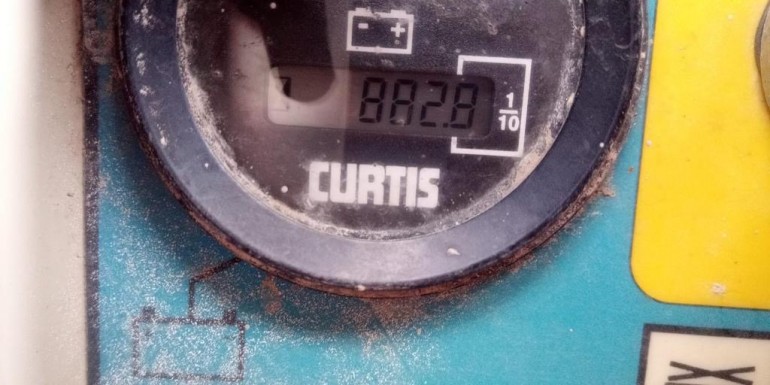 - +
882.8
1/10
CURTIS
X